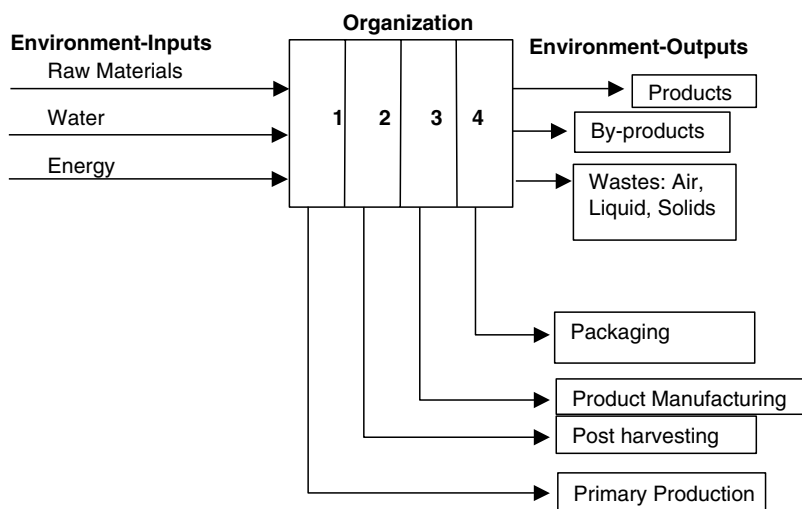 Organization
Environment-Inputs
Environment-Outputs
Raw Materials
Water
Energy
1 2 3 4
Products
By-products
Wastes: Air,
Liquid, Solids
Packaging
Product Manufacturing
Post harvesting
Primary Production